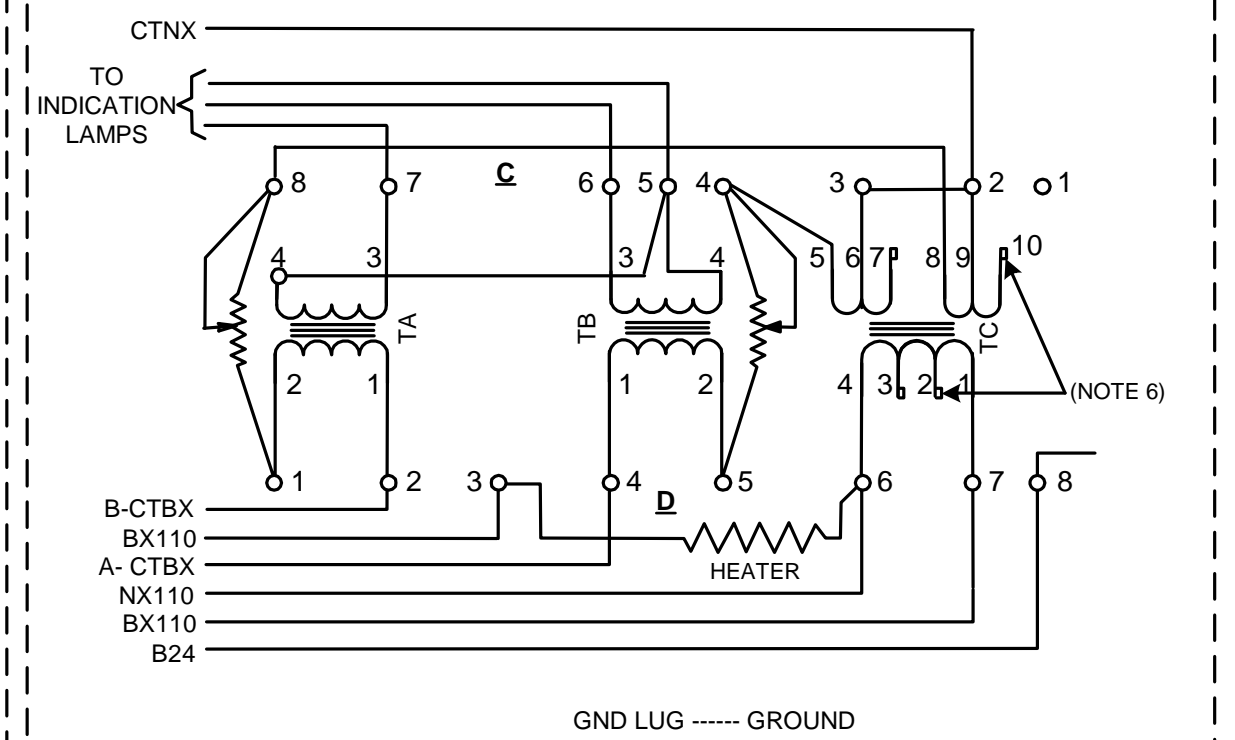 CTNX
TO
INDICATION
LAMPS
8 7 C 6 5 4 3 2 1
4 3 3 4 5 6 7 8 9 10
TA TB TC
2 1 1 2 4 3 2 1 (NOTE 6)
1 2 3 4 D 5 6 7 8
B-CTBX
BX110
A- CTBX
HEATER
NX110
BX110
B24
GND LUG ------ GROUND